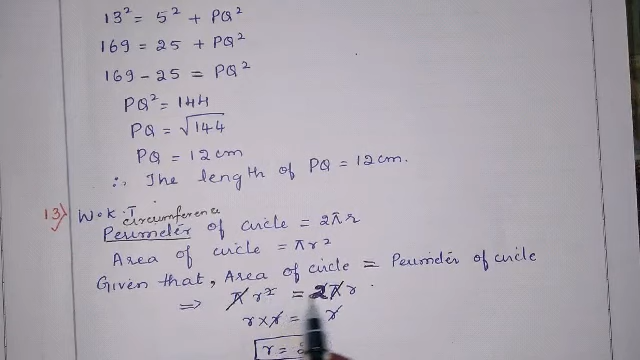 13² = 5² + PQ²
169 = 25 + PQ²
169 - 25 = PQ²
PQ² = 144
PQ = √144
PQ = 12cm
∴ The length of PQ = 12cm.
13) W.K.T
circumference
Perimeter of circle = 2πr
Area of circle = πr²
Given that, Area of circle = Perimeter of circle
⇒ πr² = 2πr.
r×r = r
r =